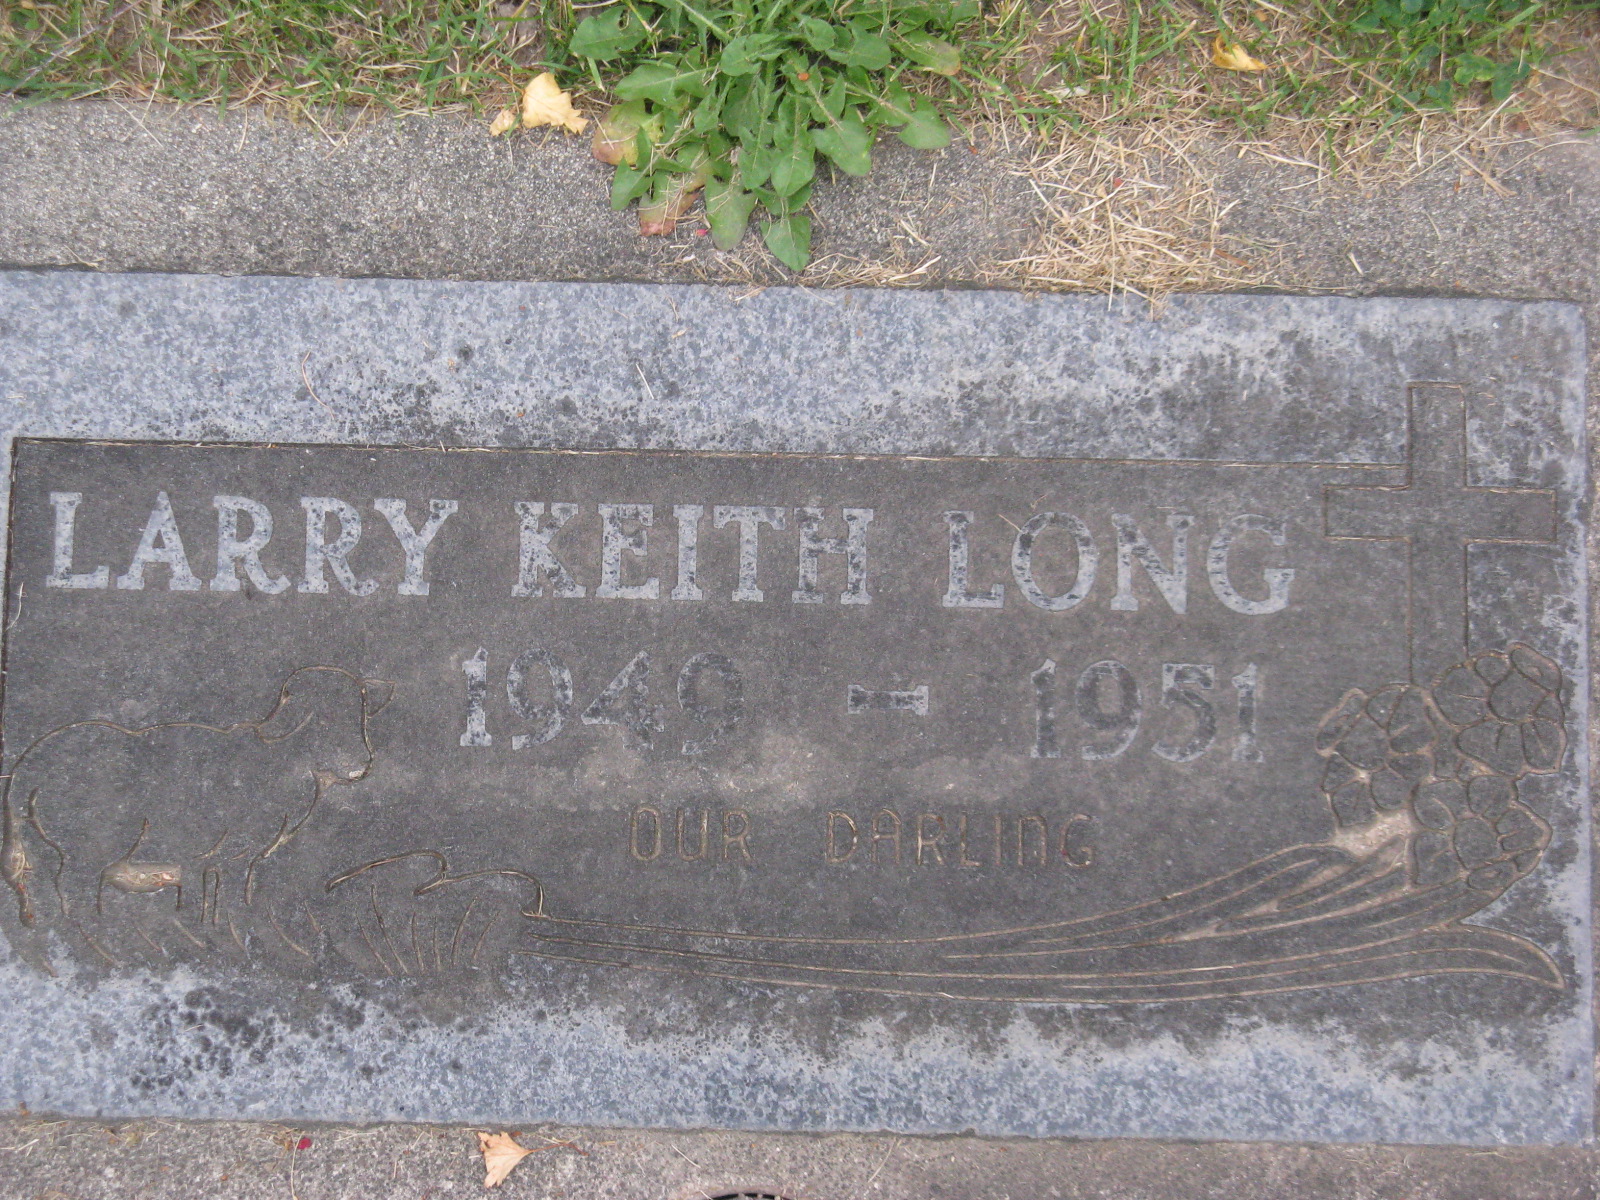 LARRY KEITH LONG
1949 - 1951
OUR DARLING